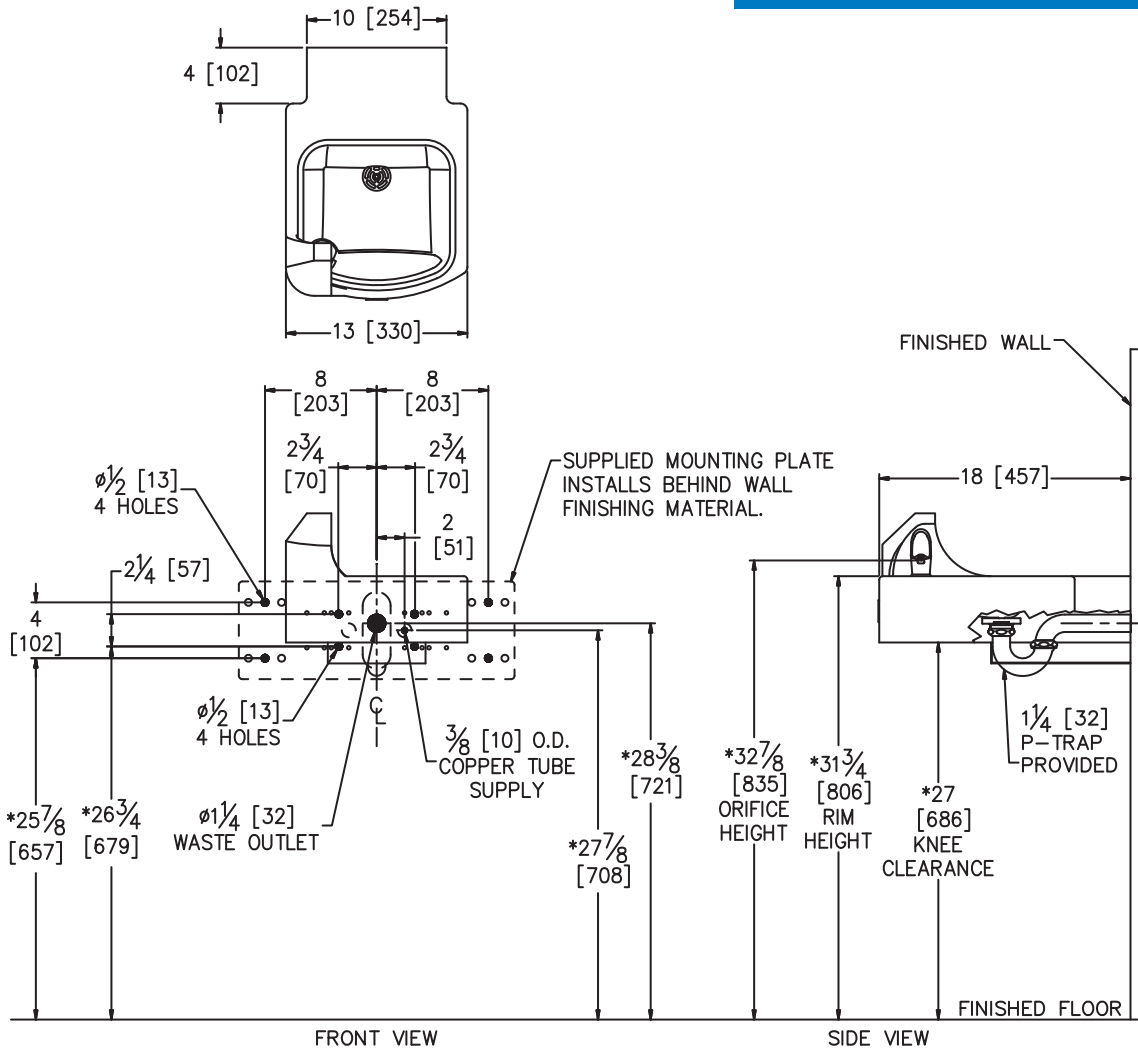 10 [254]
4 [102]
13 [330]
FINISHED WALL
8
[203]
8
[203]
2¾
[70]
2¾
[70]
ø½ [13]
4 HOLES
SUPPLIED MOUNTING PLATE
INSTALLS BEHIND WALL
FINISHING MATERIAL.
18 [457]
2
[51]
2¼ [57]
4
[102]
ø½ [13]
4 HOLES
℄
⅜ [10] O.D.
COPPER TUBE
SUPPLY
ø1¼ [32]
WASTE OUTLET
*25⅞
[657]
*26¾
[679]
*27⅞
[708]
*28⅜
[721]
*32⅞
[835]
ORIFICE
HEIGHT
*31¾
[806]
RIM
HEIGHT
*27
[686]
KNEE
CLEARANCE
1¼ [32]
P-TRAP
PROVIDED
FINISHED FLOOR
FRONT VIEW
SIDE VIEW